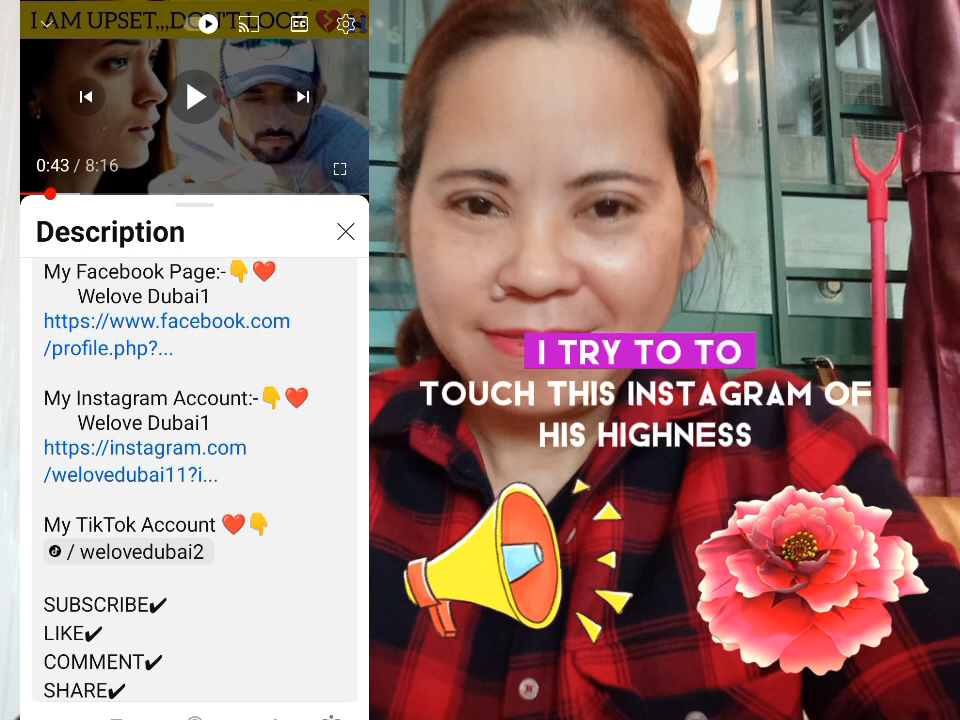 I AM UPSET,,,DON'T LOOK 💔
0:43 / 8:16
Description
My Facebook Page:-👇❤️
Welove Dubai1
https://www.facebook.com
/profile.php?...
My Instagram Account:-👇❤️
Welove Dubai1
https://instagram.com
/welovedubai11?i...
My TikTok Account ❤️👇
/ welovedubai2
SUBSCRIBE✔
LIKE✔
COMMENT✔
SHARE✔
I TRY TO TO
TOUCH THIS INSTAGRAM OF
HIS HIGHNESS